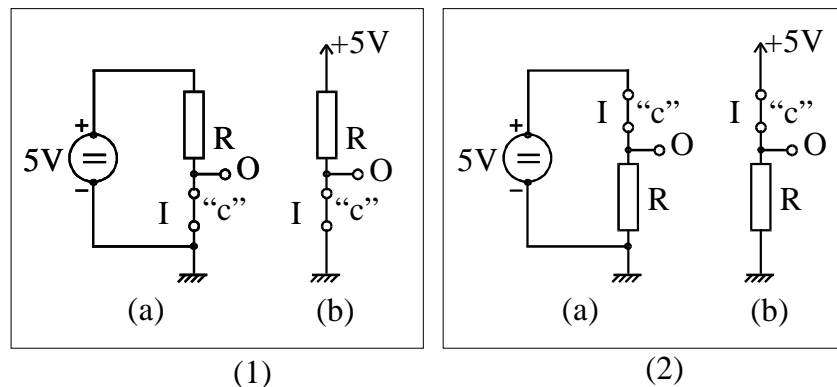 +5V
+5V
"c"
I
R
R
+
+
I
"c"
5V
=
O
O
5V
=
O
O
−
−
I
"c"
I
"c"
R
R
(a)
(b)
(a)
(b)
(1)
(2)